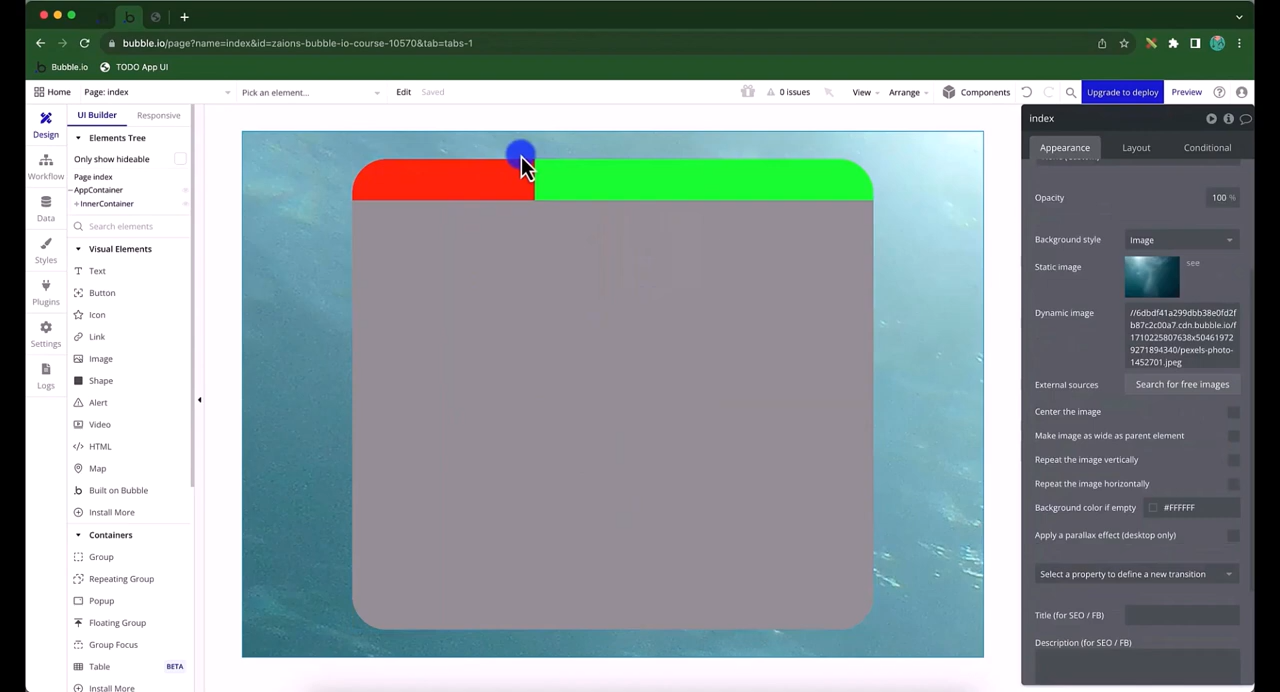 bubble.io/page?name=index&id=zaions-bubble-io-course-10570&tab=tabs-1
Bubble.io TODO App UI
Home Page: index Pick an element... Edit Saved 0 issues View Arrange Components Upgrade to deploy Preview
Design
Workflow
Data
Styles
Plugins
Settings
Logs
UI Builder Responsive
Elements Tree
Only show hideable
Page index
AppContainer
InnerContainer
Search elements
Visual Elements
Text
Button
Icon
Link
Image
Shape
Alert
Video
HTML
Map
Built on Bubble
Install More
Containers
Group
Repeating Group
Popup
Floating Group
Group Focus
Table BETA
Install More
index
Appearance Layout Conditional
Opacity 100 %
Background style Image
Static image see
Dynamic image //6dbdf41a299dbb38e0fd2f
b87c2c00a7.cdn.bubble.io/f
1710225807638x50461972
9271894340/pexels-photo-
1452701.jpeg
External sources Search for free images
Center the image
Make image as wide as parent element
Repeat the image vertically
Repeat the image horizontally
Background color if empty #FFFFFF
Apply a parallax effect (desktop only)
Select a property to define a new transition
Title (for SEO / FB)
Description (for SEO / FB)